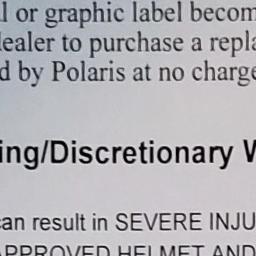 l or graphic label becom
dealer to purchase a repla
d by Polaris at no charge
ing/Discretionary W
can result in SEVERE INJU
APPROVED HELMET AND